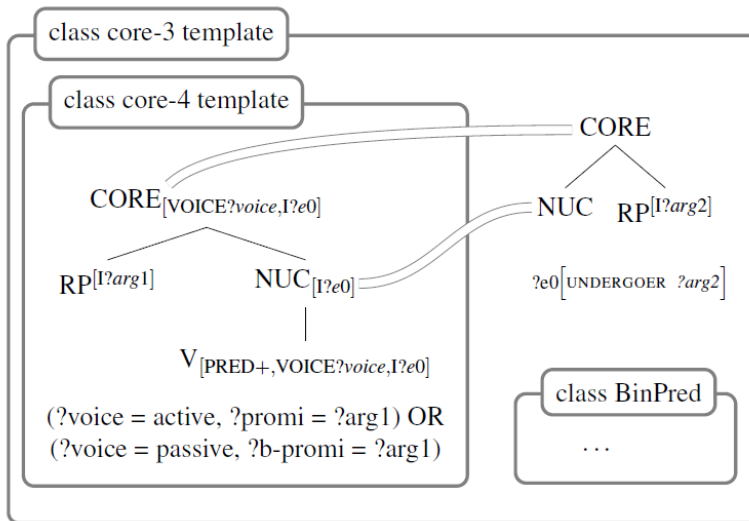 class core-3 template
class core-4 template
CORE
CORE[VOICE?voice,I?e0]
NUC RP[I?arg2]
RP[I?arg1] NUC[I?e0]
?e0[UNDERGOER ?arg2]
V[PRED+,VOICE?voice,I?e0]
class BinPred
(?voice = active, ?promi = ?arg1) OR
(?voice = passive, ?b-promi = ?arg1)
...